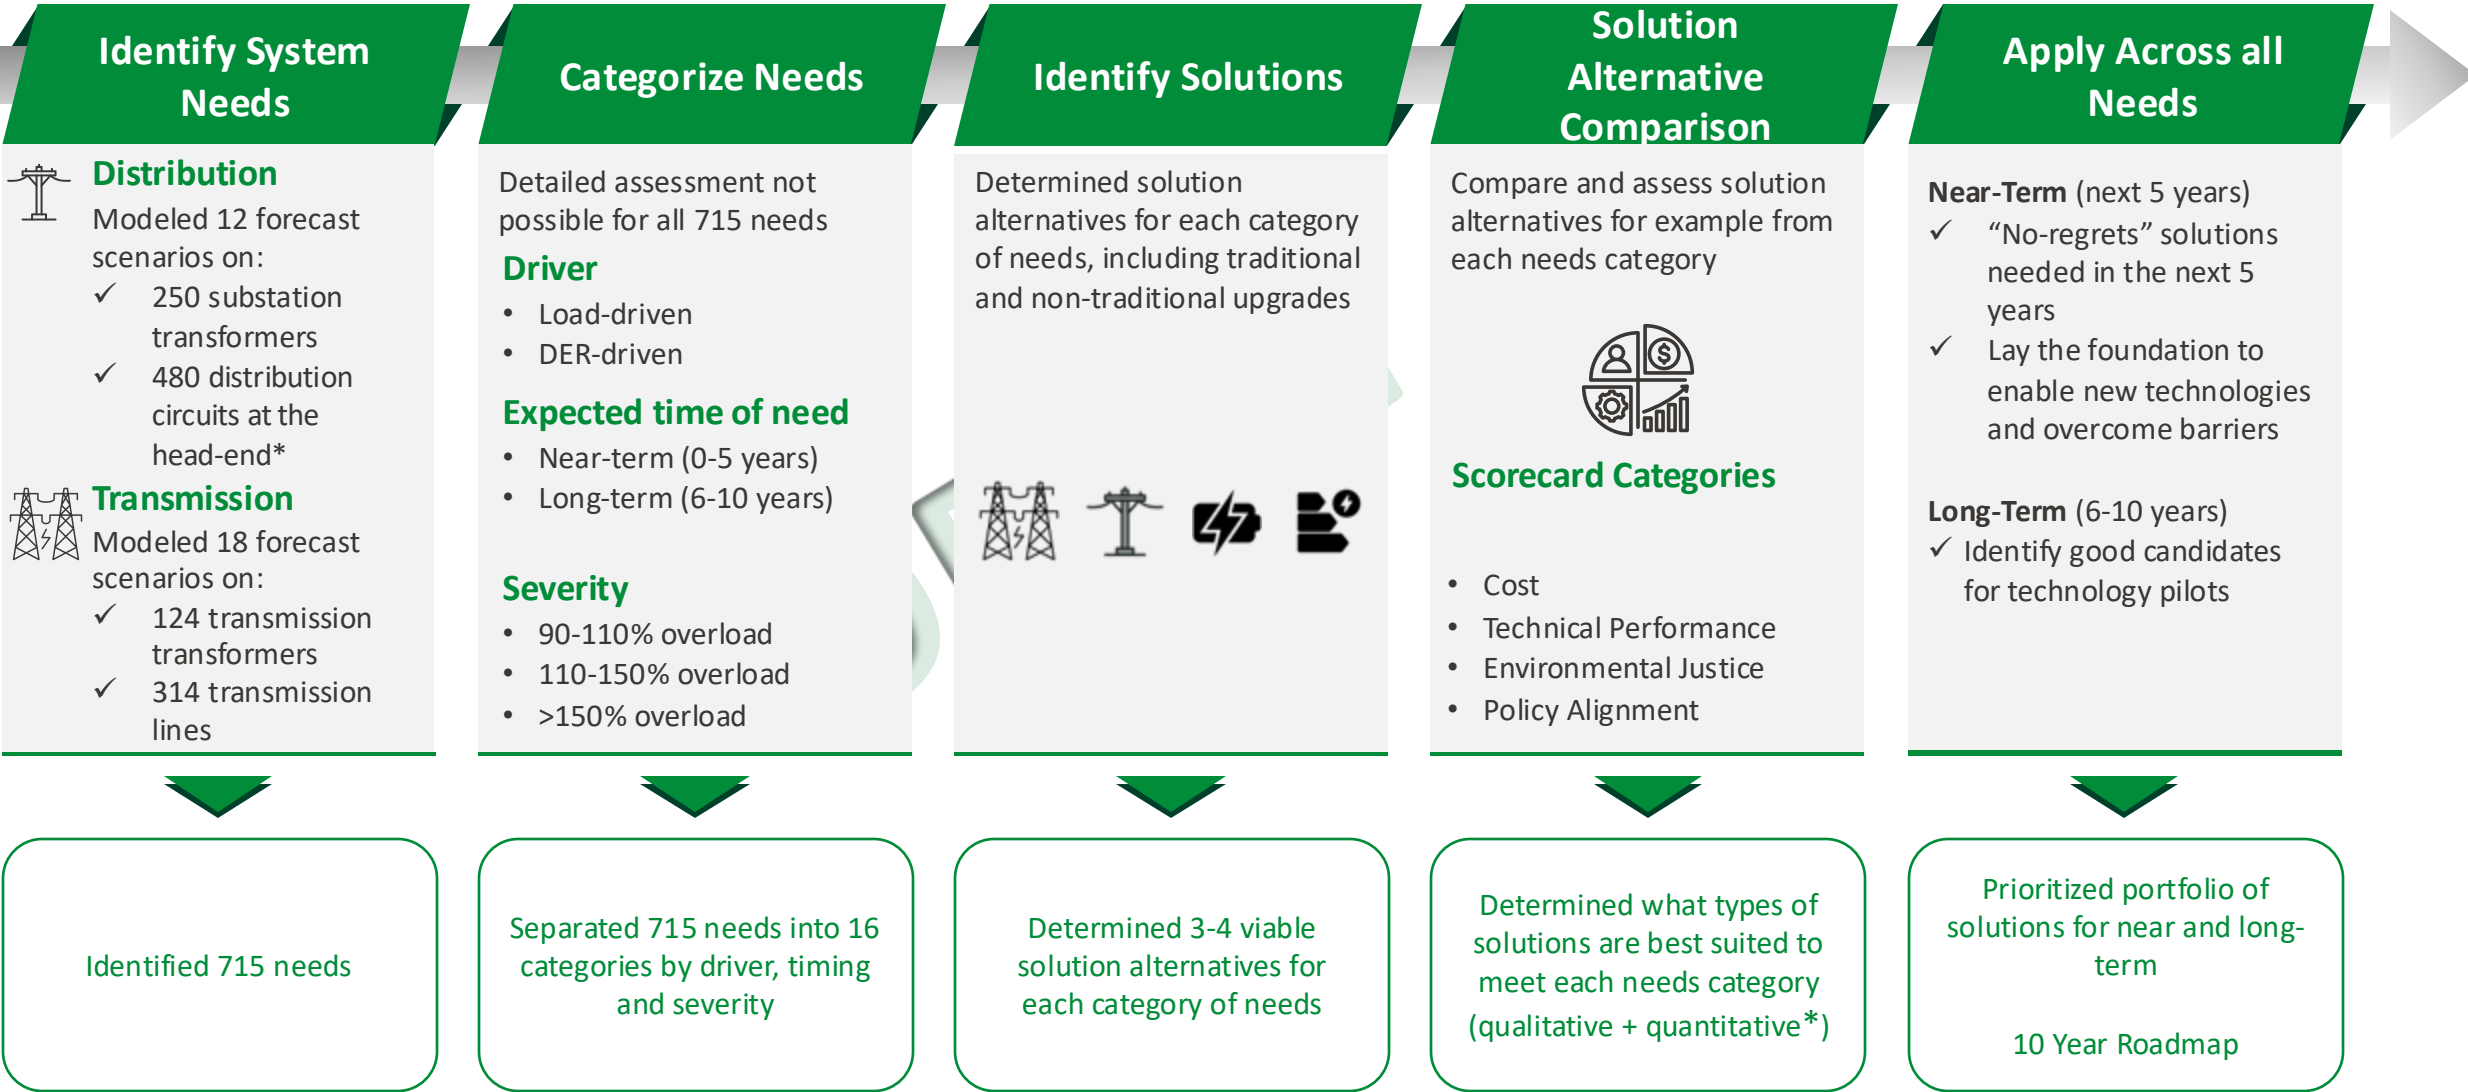 Identify System
Needs
Distribution
Modeled 12 forecast
scenarios on:
✓ 250 substation
transformers
✓ 480 distribution
circuits at the
head-end*
Transmission
Modeled 18 forecast
scenarios on:
✓ 124 transmission
transformers
✓ 314 transmission
lines
Identified 715 needs
Categorize Needs
Detailed assessment not
possible for all 715 needs
Driver
• Load-driven
• DER-driven
Expected time of need
• Near-term (0-5 years)
• Long-term (6-10 years)
Severity
• 90-110% overload
• 110-150% overload
• >150% overload
Separated 715 needs into 16
categories by driver, timing
and severity
Identify Solutions
Determined solution
alternatives for each category
of needs, including traditional
and non-traditional upgrades
Determined 3-4 viable
solution alternatives for
each category of needs
Solution
Alternative
Comparison
Compare and assess solution
alternatives for example from
each needs category
$
Scorecard Categories
• Cost
• Technical Performance
• Environmental Justice
• Policy Alignment
Determined what types of
solutions are best suited to
meet each needs category
(qualitative + quantitative*)
Apply Across all
Needs
Near-Term (next 5 years)
✓ “No-regrets” solutions
needed in the next 5
years
✓ Lay the foundation to
enable new technologies
and overcome barriers
Long-Term (6-10 years)
✓ Identify good candidates
for technology pilots
Prioritized portfolio of
solutions for near and long-
term
10 Year Roadmap